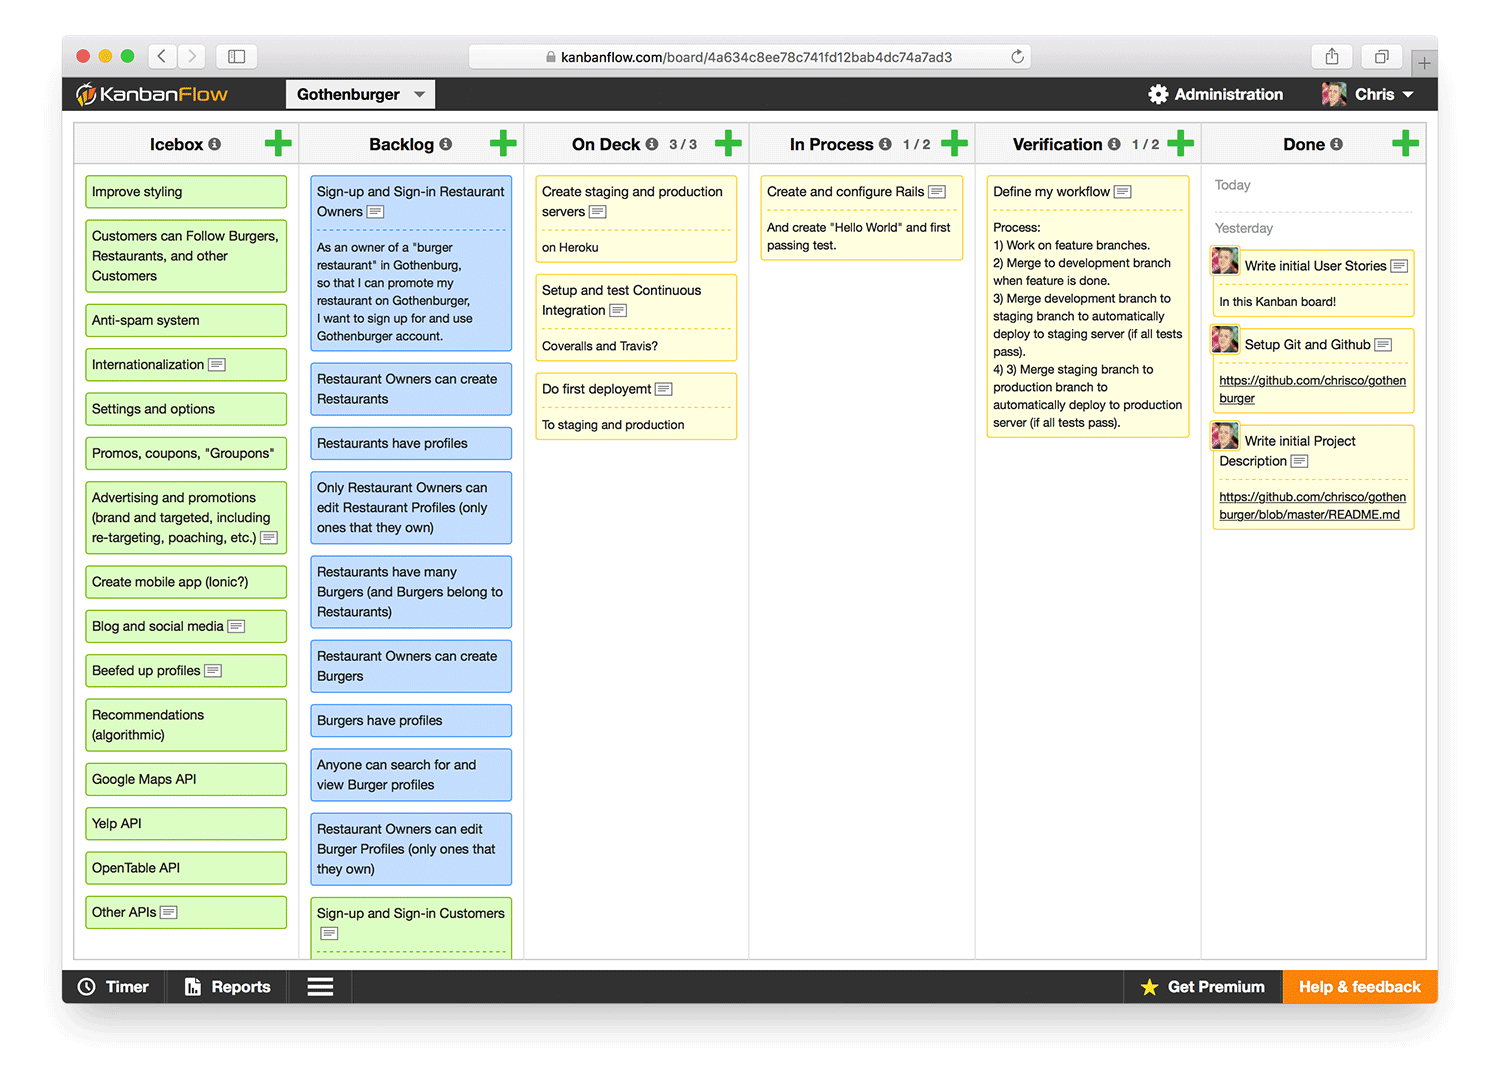 kanbanflow.com/board/4a634c8ee78c741fd12bab4dc74a7ad3
KanbanFlow
Gothenburger
Administration
Chris
Icebox
Improve styling
Customers can Follow Burgers,
Restaurants, and other
Customers
Anti-spam system
Internationalization
Settings and options
Promos, coupons, "Groupons"
Advertising and promotions
(brand and targeted, including
re-targeting, poaching, etc.)
Create mobile app (Ionic?)
Blog and social media
Beefed up profiles
Recommendations
(algorithmic)
Google Maps API
Yelp API
OpenTable API
Other APIs
Backlog
Sign-up and Sign-in Restaurant
Owners
As an owner of a "burger
restaurant" in Gothenburg,
so that I can promote my
restaurant on Gothenburger,
I want to sign up for and use
Gothenburger account.
Restaurant Owners can create
Restaurants
Restaurants have profiles
Only Restaurant Owners can
edit Restaurant Profiles (only
ones that they own)
Restaurants have many
Burgers (and Burgers belong to
Restaurants)
Restaurant Owners can create
Burgers
Burgers have profiles
Anyone can search for and
view Burger profiles
Restaurant Owners can edit
Burger Profiles (only ones that
they own)
Sign-up and Sign-in Customers
On Deck 3 / 3
Create staging and production
servers
on Heroku
Setup and test Continuous
Integration
Coveralls and Travis?
Do first deployemt
To staging and production
In Process 1 / 2
Create and configure Rails
And create "Hello World" and first
passing test.
Verification 1 / 2
Define my workflow
Process:
1) Work on feature branches.
2) Merge to development branch
when feature is done.
3) Merge development branch to
staging branch to automatically
deploy to staging server (if all tests
pass).
4) 3) Merge staging branch to
production branch to
automatically deploy to production
server (if all tests pass).
Done
Today
Yesterday
Write initial User Stories
In this Kanban board!
Setup Git and Github
https://github.com/chrisco/gothen
burger
Write initial Project
Description
https://github.com/chrisco/gothen
burger/blob/master/README.md
Timer
Reports
Get Premium
Help & feedback